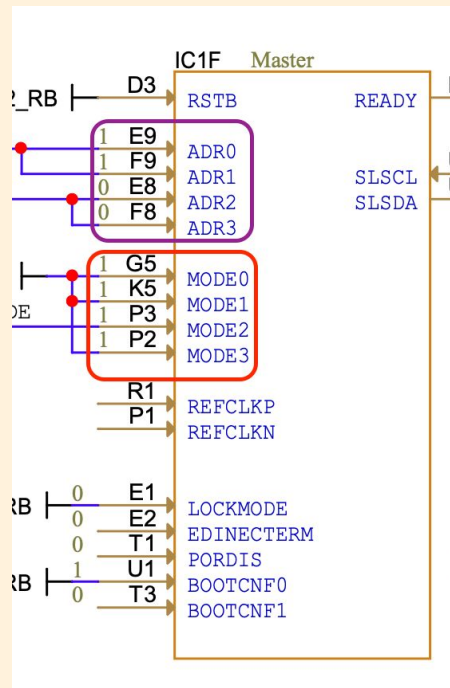 IC1F Master
2_RB D3 RSTB READY
1 E9 ADR0
1 F9 ADR1 SLSCL
0 E8 ADR2 SLSDA
0 F8 ADR3
1 G5 MODE0
1 K5 MODE1
DE 1 P3 MODE2
1 P2 MODE3
R1 REFCLKP
P1 REFCLKN
RB 0 E1 LOCKMODE
0 E2 EDINECTERM
0 T1 PORDIS
RB 1 U1 BOOTCNF0
0 T3 BOOTCNF1